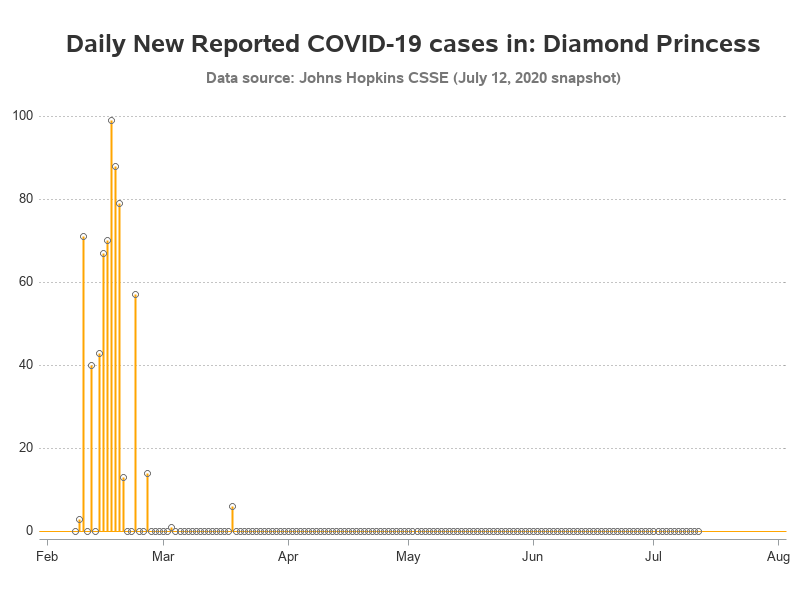 Daily New Reported COVID-19 cases in: Diamond Princess
Data source: Johns Hopkins CSSE (July 12, 2020 snapshot)
100
80
60
40
20
0
Feb Mar Apr May Jun Jul Aug